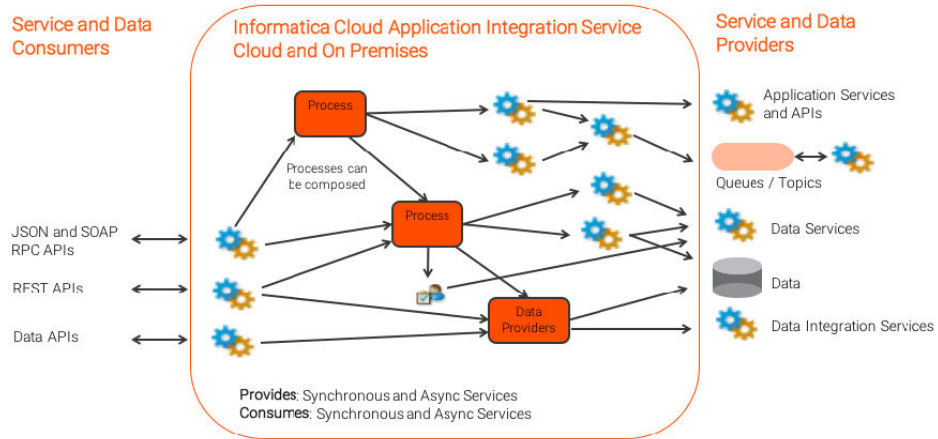 Service and Data
Consumers
Informatica Cloud Application Integration Service
Cloud and On Premises
Service and Data
Providers
Process
Application Services
and APIs
Processes can
be composed
Queues / Topics
Process
JSON and SOAP
RPC APIs
Data Services
REST APIs
Data
Data
Providers
Data APIs
Data Integration Services
Provides: Synchronous and Async Services
Consumes: Synchronous and Async Services